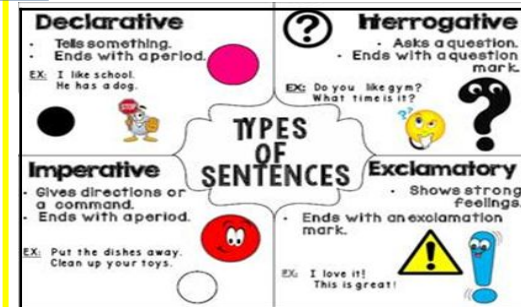 Declarative
• Tells something.
• Ends with a period.
EX: I like school.
He has a dog.
STOP
Interrogative
• Asks a question.
• Ends with a question
mark.
EX: Do you like gym?
What time is it?
TYPES
OF
SENTENCES
Imperative
• Gives directions or
a command.
• Ends with a period.
EX: Put the dishes away.
Clean up your toys.
Exclamatory
• Shows strong
feelings.
• Ends with an exclamation
mark.
EX: I love it!
This is great!